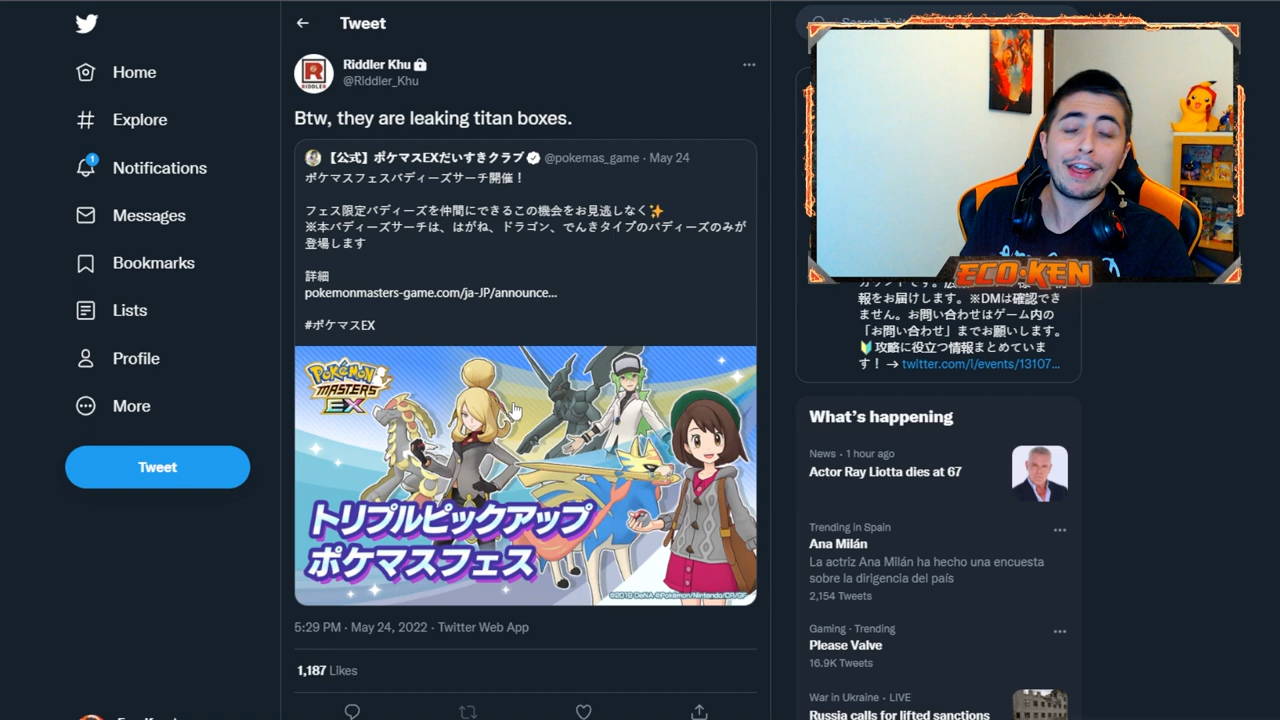 Home
Explore
1
Notifications
Messages
Bookmarks
Lists
Profile
More
Tweet
Tweet
Riddler Khu
@Riddler_Khu
R
RIDDLER
Btw, they are leaking titan boxes.
【公式】ポケマスEXだいすきクラブ @pokemas_game · May 24
ポケマスフェスバディーズサーチ開催！
フェス限定バディーズを仲間にできるこの機会をお見逃しなく✨
※本バディーズサーチは、はがね、ドラゴン、でんきタイプのバディーズのみが
登場します
詳細
pokemonmasters-game.com/ja-JP/announce...
#ポケマスEX
POKÉMON
MASTERS
EX
トリプルピックアップ
ポケマスフェス
©2019 DeNA ©Pokémon/Nintendo/CR/GF
5:29 PM · May 24, 2022 · Twitter Web App
1,187 Likes
Search Twit
ECO·KEN
報をお届けします。※DMは確認でき
ません。お問い合わせはゲーム内の
「お問い合わせ」までお願いします。
🔰攻略に役立つ情報まとめていま
す！ → twitter.com/i/events/13107...
What's happening
News · 1 hour ago
Actor Ray Liotta dies at 67
Trending in Spain
Ana Milán
La actriz Ana Milán ha hecho una encuesta
sobre la dirigencia del país
2,154 Tweets
Gaming · Trending
Please Valve
16.9K Tweets
War in Ukraine · LIVE
Russia calls for lifted sanctions